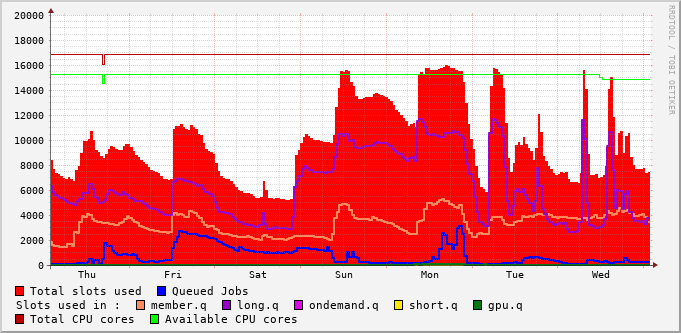 20000
18000
16000
14000
12000
10000
8000
6000
4000
2000
0
Thu Fri Sat Sun Mon Tue Wed
RRDTOOL / TOBI OETIKER
Total slots used Queued Jobs
Slots used in : member.q long.q ondemand.q short.q gpu.q
Total CPU cores Available CPU cores